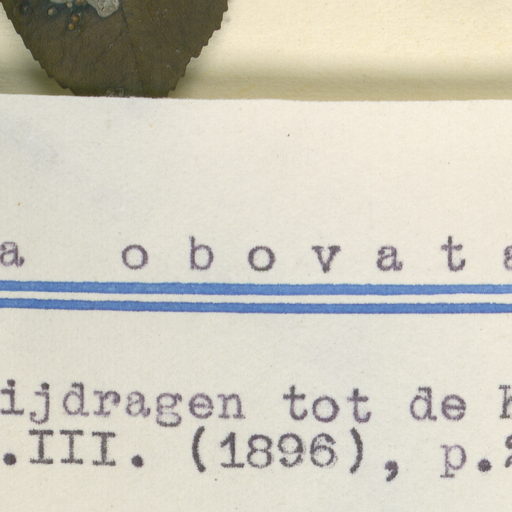 a obovata
ijdragen tot de
.III. (1896), p.